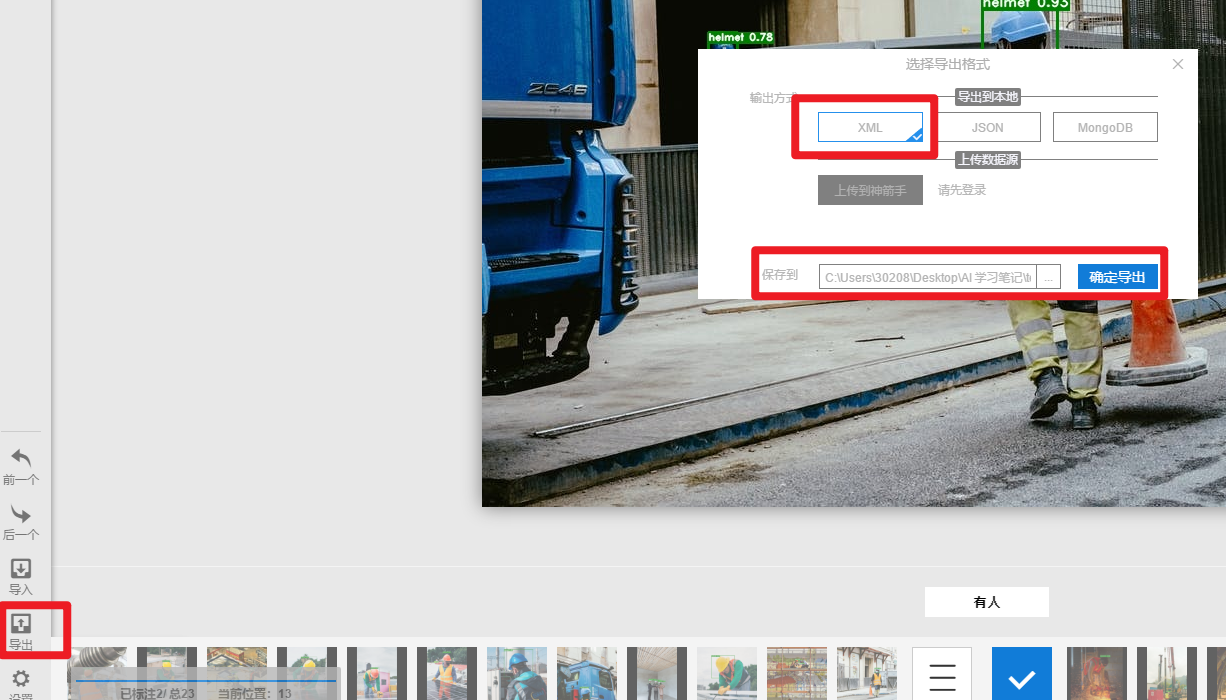 helmet 0.93
helmet 0.78
ZC46
选择导出格式
输出方式
导出到本地
XML
JSON
MongoDB
上传数据源
上传到神箭手
请先登录
保存到
C:\Users\30208\Desktop\AI 学习笔记\
...
确定导出
前一个
后一个
导入
导出
设置
有人
已标注2/ 总23
当前位置: 13